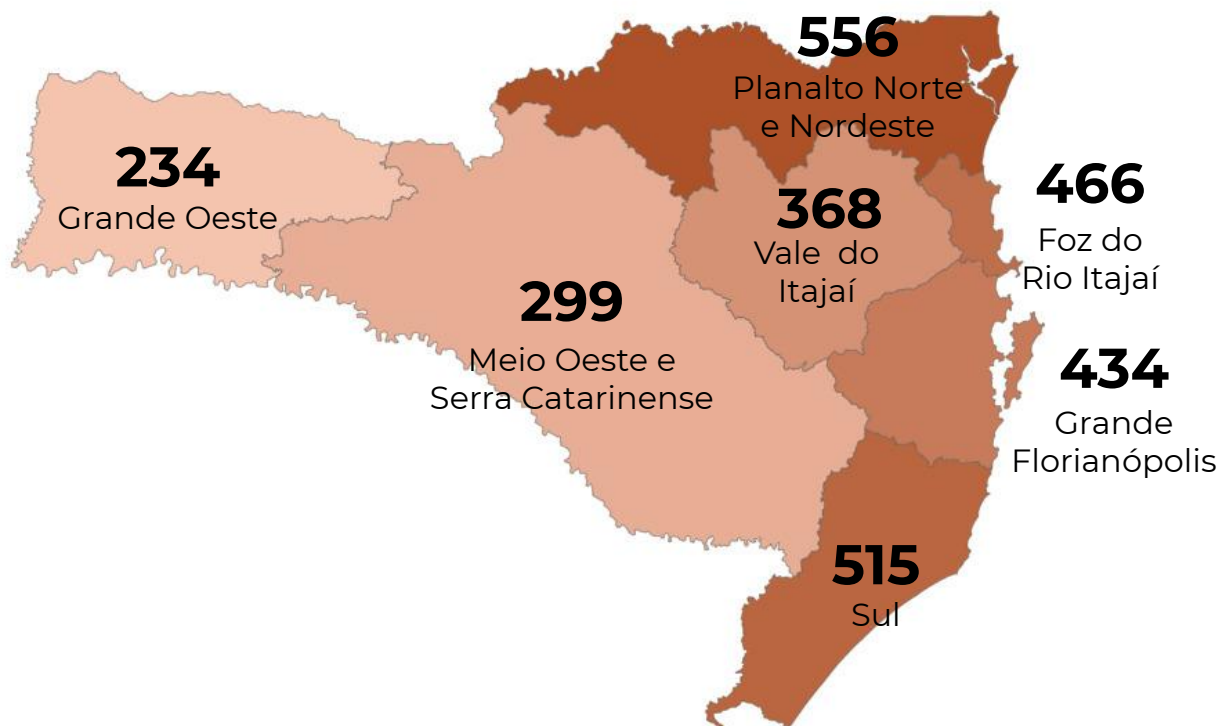 556
Planalto Norte
e Nordeste
234
Grande Oeste
368
Vale do
Itajaí
466
Foz do
Rio Itajaí
299
Meio Oeste e
Serra Catarinense
434
Grande
Florianópolis
515
Sul